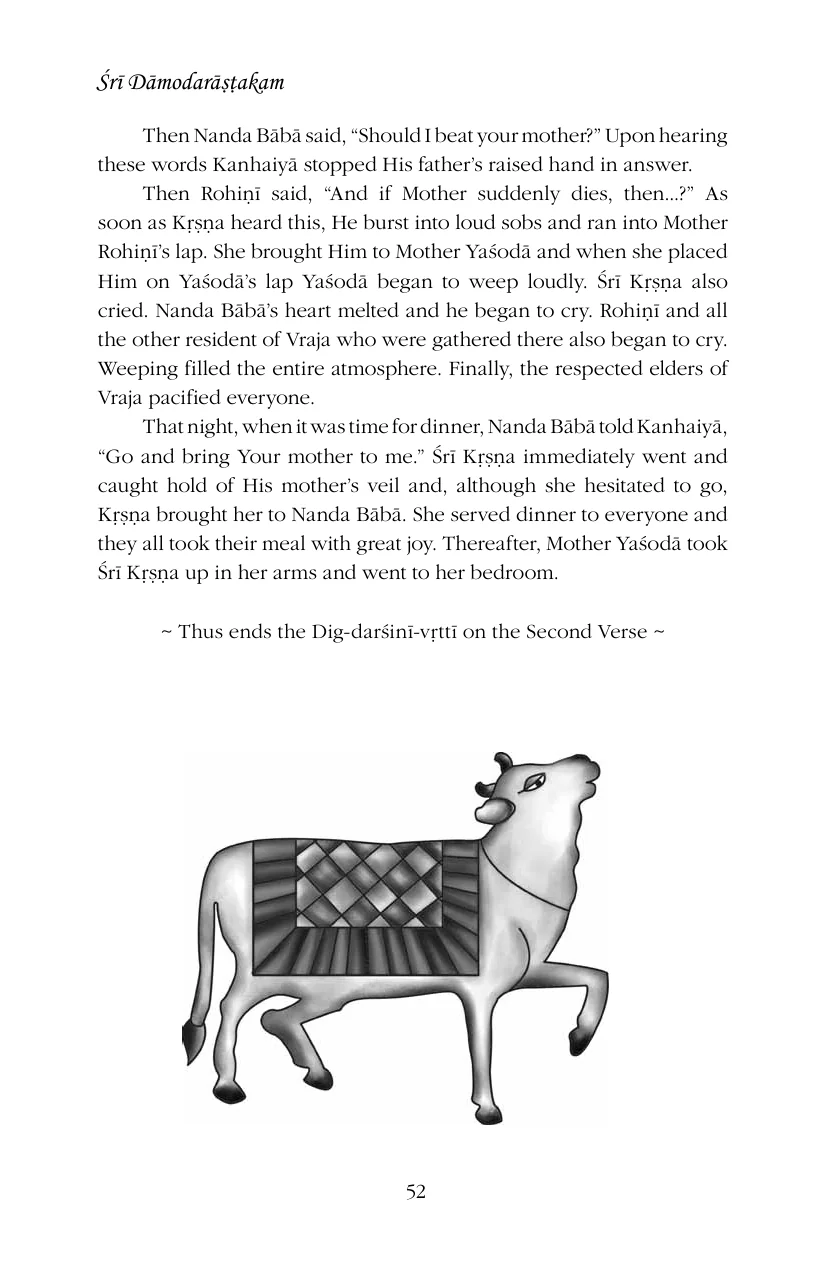 Śrī Dāmodarāṣṭakam
Then Nanda Bābā said, “Should I beat your mother?” Upon hearing
these words Kanhaiyā stopped His father’s raised hand in answer.
Then Rohiṇī said, “And if Mother suddenly dies, then...?” As
soon as Kṛṣṇa heard this, He burst into loud sobs and ran into Mother
Rohiṇī’s lap. She brought Him to Mother Yaśodā and when she placed
Him on Yaśodā’s lap Yaśodā began to weep loudly. Śrī Kṛṣṇa also
cried. Nanda Bābā’s heart melted and he began to cry. Rohiṇī and all
the other resident of Vraja who were gathered there also began to cry.
Weeping filled the entire atmosphere. Finally, the respected elders of
Vraja pacified everyone.
That night, when it was time for dinner, Nanda Bābā told Kanhaiyā,
“Go and bring Your mother to me.” Śrī Kṛṣṇa immediately went and
caught hold of His mother’s veil and, although she hesitated to go,
Kṛṣṇa brought her to Nanda Bābā. She served dinner to everyone and
they all took their meal with great joy. Thereafter, Mother Yaśodā took
Śrī Kṛṣṇa up in her arms and went to her bedroom.
~ Thus ends the Dig-darśinī-vṛttī on the Second Verse ~
52